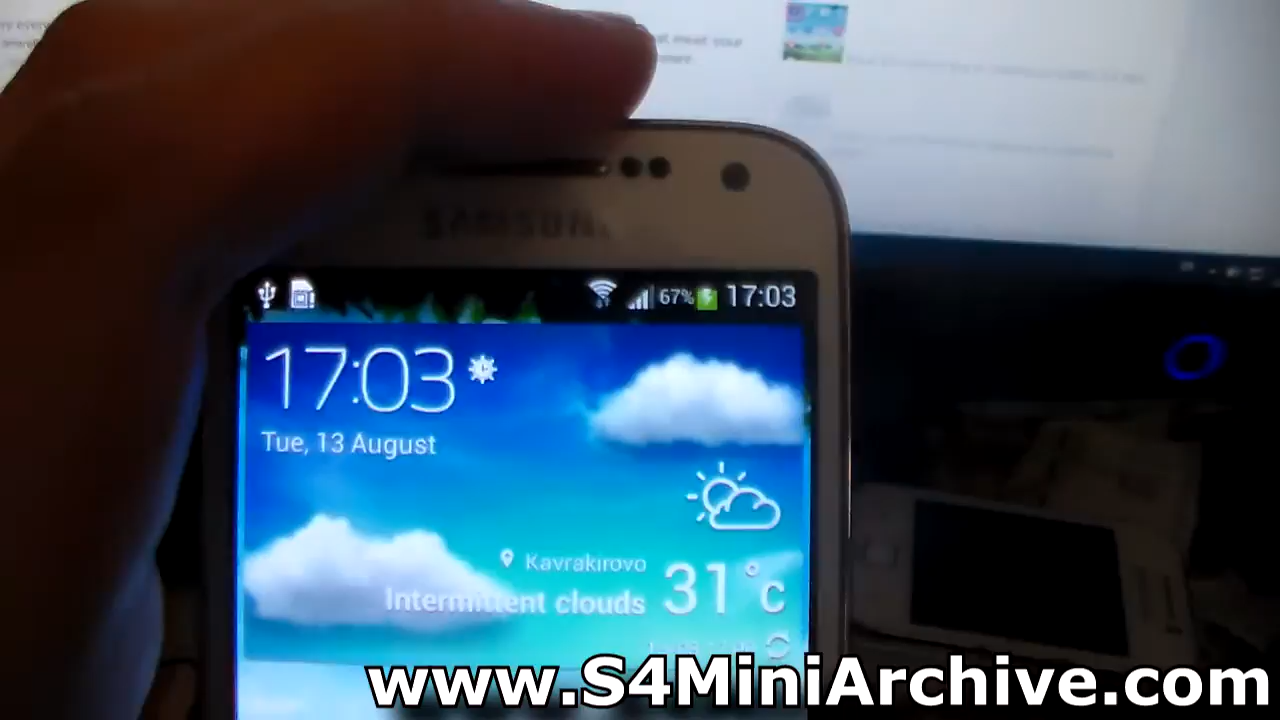 SAMSUNG
67% 17:03
17:03
Tue, 13 August
Kavrakirovo
Intermittent clouds
31°c
www.S4MiniArchive.com